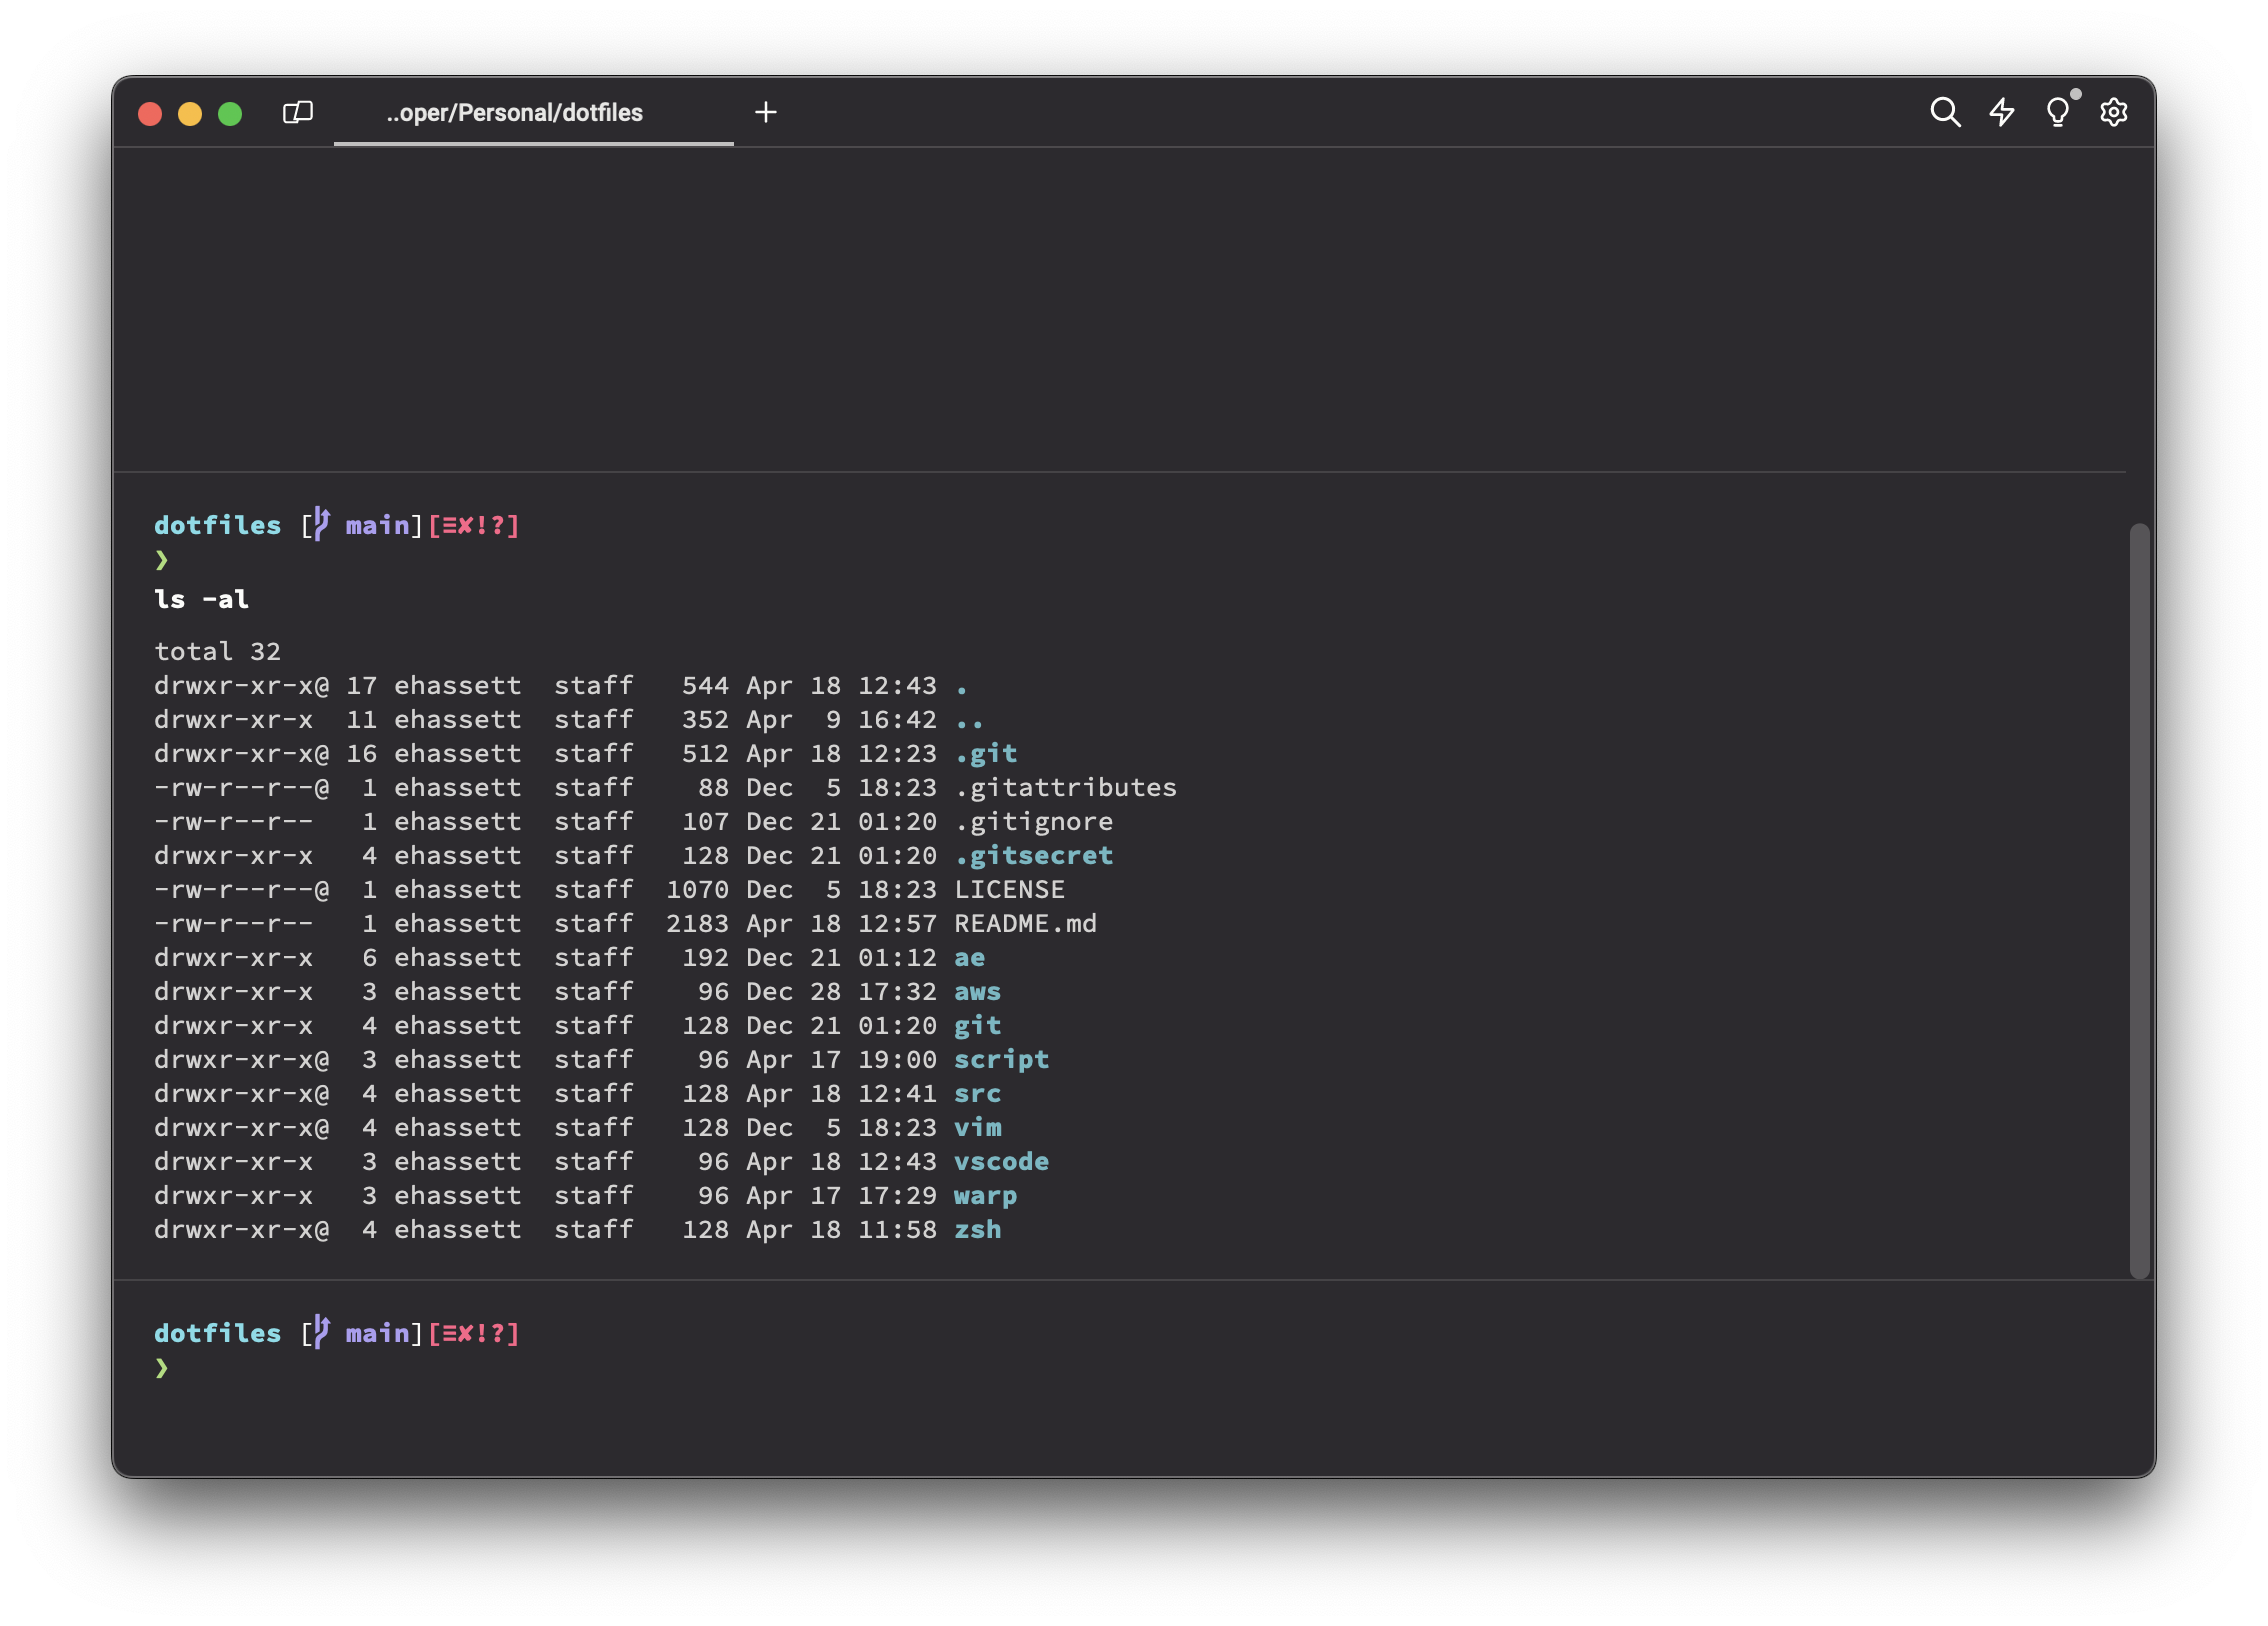 ..oper/Personal/dotfiles
dotfiles [ main][≡✘!?]
❯
ls -al
total 32
drwxr-xr-x@ 17 ehassett  staff   544 Apr 18 12:43 .
drwxr-xr-x  11 ehassett  staff   352 Apr  9 16:42 ..
drwxr-xr-x@ 16 ehassett  staff   512 Apr 18 12:23 .git
-rw-r--r--@  1 ehassett  staff    88 Dec  5 18:23 .gitattributes
-rw-r--r--   1 ehassett  staff   107 Dec 21 01:20 .gitignore
drwxr-xr-x   4 ehassett  staff   128 Dec 21 01:20 .gitsecret
-rw-r--r--@  1 ehassett  staff  1070 Dec  5 18:23 LICENSE
-rw-r--r--   1 ehassett  staff  2183 Apr 18 12:57 README.md
drwxr-xr-x   6 ehassett  staff   192 Dec 21 01:12 ae
drwxr-xr-x   3 ehassett  staff    96 Dec 28 17:32 aws
drwxr-xr-x   4 ehassett  staff   128 Dec 21 01:20 git
drwxr-xr-x@  3 ehassett  staff    96 Apr 17 19:00 script
drwxr-xr-x@  4 ehassett  staff   128 Apr 18 12:41 src
drwxr-xr-x@  4 ehassett  staff   128 Dec  5 18:23 vim
drwxr-xr-x   3 ehassett  staff    96 Apr 18 12:43 vscode
drwxr-xr-x   3 ehassett  staff    96 Apr 17 17:29 warp
drwxr-xr-x@  4 ehassett  staff   128 Apr 18 11:58 zsh
dotfiles [ main][≡✘!?]
❯